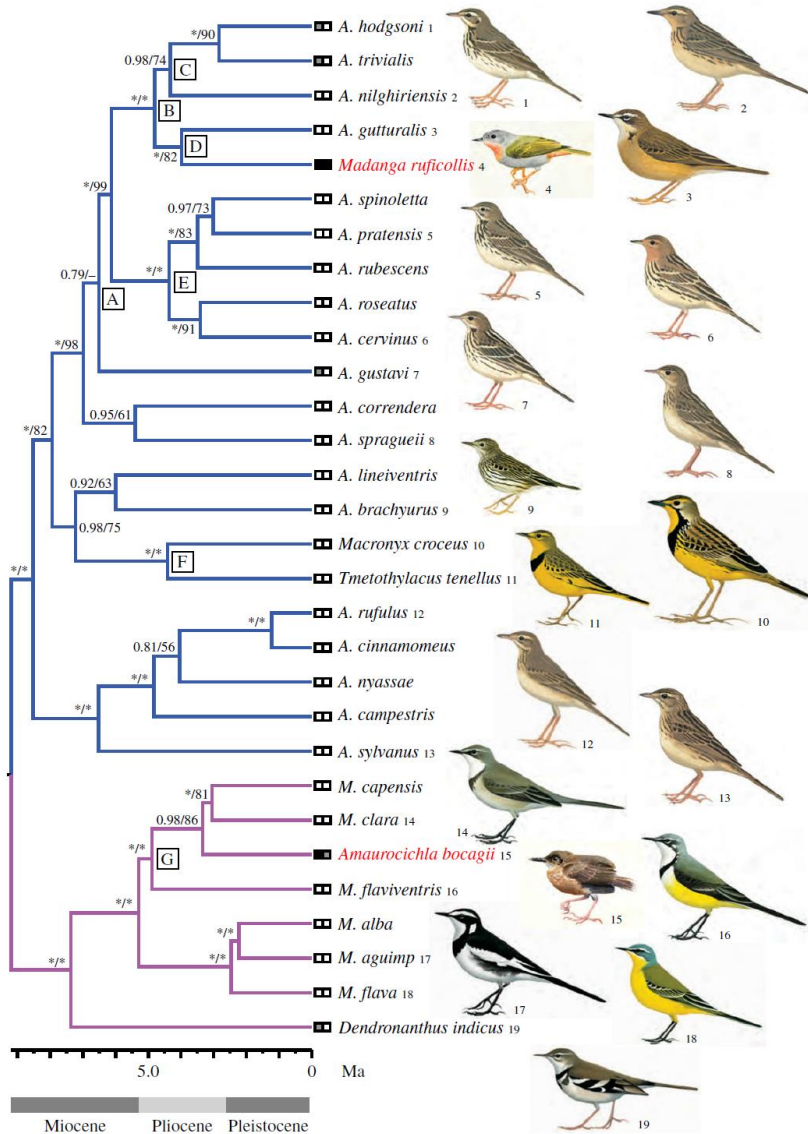 */90
A. hodgsoni 1
0.98/74
C
A. trivialis
*/*
B
A. nilghiriensis 2
1
2
D
A. gutturalis 3
*/82
Madanga ruficollis 4
4
3
*/99
0.97/73
A. spinoletta
*/83
A. pratensis 5
0.79/–
*/*
E
A. rubescens
5
6
A
A. roseatus
*/91
A. cervinus 6
*/98
A. gustavi 7
7
0.95/61
A. correndera
*/82
A. spragueii 8
8
0.92/63
A. lineiventris
0.98/75
A. brachyurus 9
9
*/*
F
Macronyx croceus 10
*/*
Tmetothylacus tenellus 11
11
10
*/*
A. rufulus 12
0.81/56
A. cinnamomeus
*/*
A. nyassae
A. campestris
12
*/*
A. sylvanus 13
13
*/81
M. capensis
0.98/86
M. clara 14
14
*/*
G
Amaurocichla bocagii 15
*/*
M. flaviventris 16
15
16
*/*
M. alba
*/*
M. aguimp 17
*/*
M. flava 18
17
18
Dendronanthus indicus 19
5.0
0
Ma
19
Miocene
Pliocene
Pleistocene